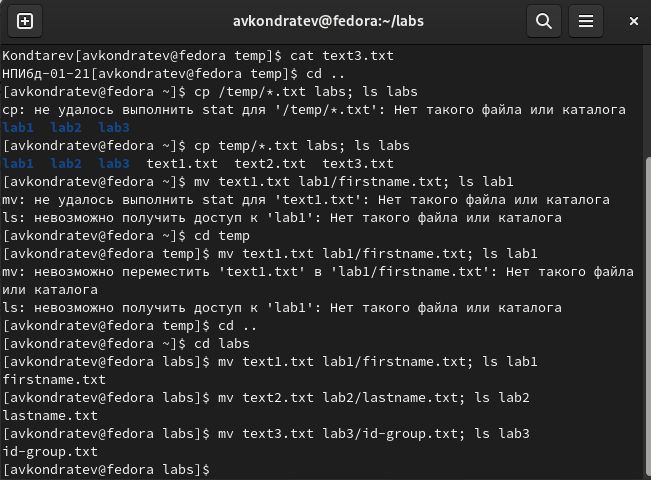 avkondratev@fedora:~/labs
Kondtarev[avkondratev@fedora temp]$ cat text3.txt
НПИбд-01-21[avkondratev@fedora temp]$ cd ..
[avkondratev@fedora ~]$ cp /temp/*.txt labs; ls labs
cp: не удалось выполнить stat для '/temp/*.txt': Нет такого файла или каталога
lab1  lab2  lab3
[avkondratev@fedora ~]$ cp temp/*.txt labs; ls labs
lab1  lab2  lab3  text1.txt  text2.txt  text3.txt
[avkondratev@fedora ~]$ mv text1.txt lab1/firstname.txt; ls lab1
mv: не удалось выполнить stat для 'text1.txt': Нет такого файла или каталога
ls: невозможно получить доступ к 'lab1': Нет такого файла или каталога
[avkondratev@fedora ~]$ cd temp
[avkondratev@fedora temp]$ mv text1.txt lab1/firstname.txt; ls lab1
mv: невозможно переместить 'text1.txt' в 'lab1/firstname.txt': Нет такого файла
или каталога
ls: невозможно получить доступ к 'lab1': Нет такого файла или каталога
[avkondratev@fedora temp]$ cd ..
[avkondratev@fedora ~]$ cd labs
[avkondratev@fedora labs]$ mv text1.txt lab1/firstname.txt; ls lab1
firstname.txt
[avkondratev@fedora labs]$ mv text2.txt lab2/lastname.txt; ls lab2
lastname.txt
[avkondratev@fedora labs]$ mv text3.txt lab3/id-group.txt; ls lab3
id-group.txt
[avkondratev@fedora labs]$